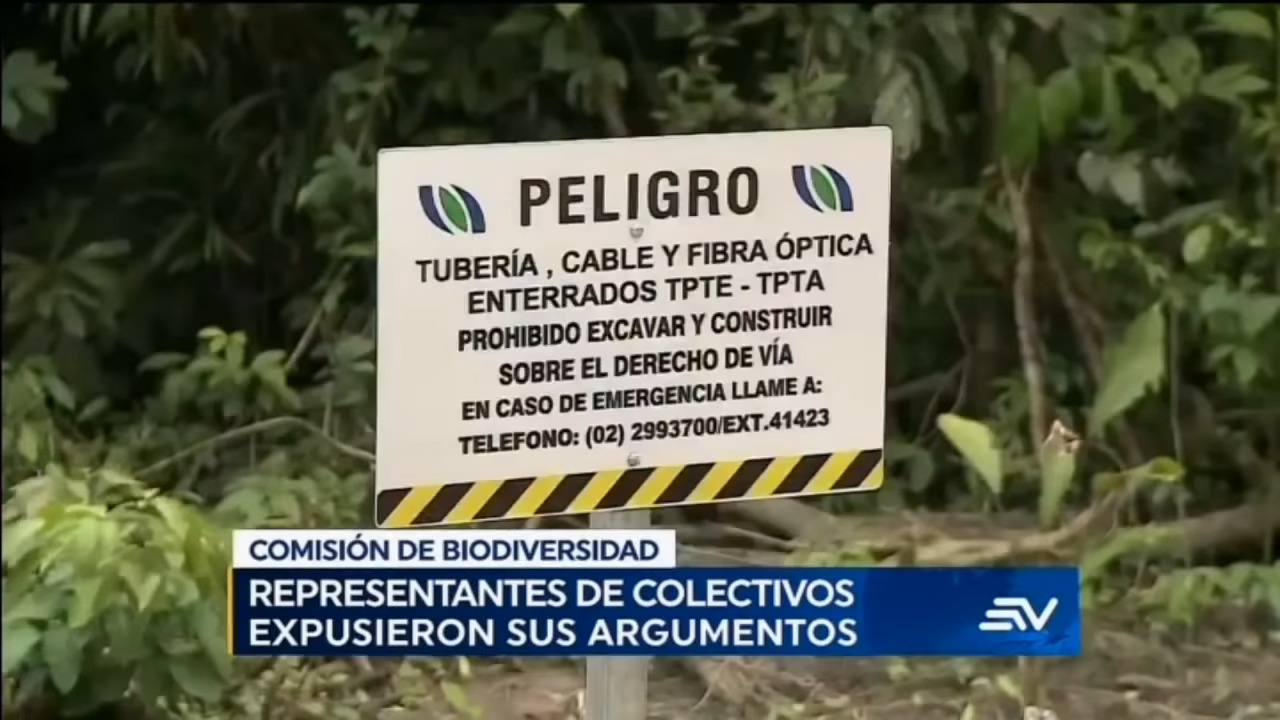 PELIGRO
TUBERÍA , CABLE Y FIBRA ÓPTICA
ENTERRADOS TPTE - TPTA
PROHIBIDO EXCAVAR Y CONSTRUIR
SOBRE EL DERECHO DE VÍA
EN CASO DE EMERGENCIA LLAME A:
TELEFONO: (02) 2993700/EXT.41423
COMISIÓN DE BIODIVERSIDAD
REPRESENTANTES DE COLECTIVOS
EXPUSIERON SUS ARGUMENTOS
EV